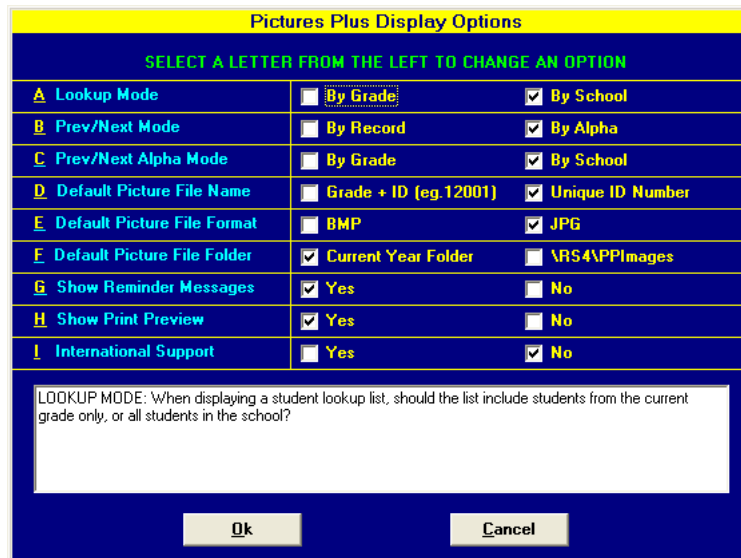 Pictures Plus Display Options
SELECT A LETTER FROM THE LEFT TO CHANGE AN OPTION
A Lookup Mode By Grade By School
B Prev/Next Mode By Record By Alpha
C Prev/Next Alpha Mode By Grade By School
D Default Picture File Name Grade + ID (eg.12001) Unique ID Number
E Default Picture File Format BMP JPG
F Default Picture File Folder Current Year Folder \RS4\PPImages
G Show Reminder Messages Yes No
H Show Print Preview Yes No
I International Support Yes No
LOOKUP MODE: When displaying a student lookup list, should the list include students from the current
grade only, or all students in the school?
Ok Cancel